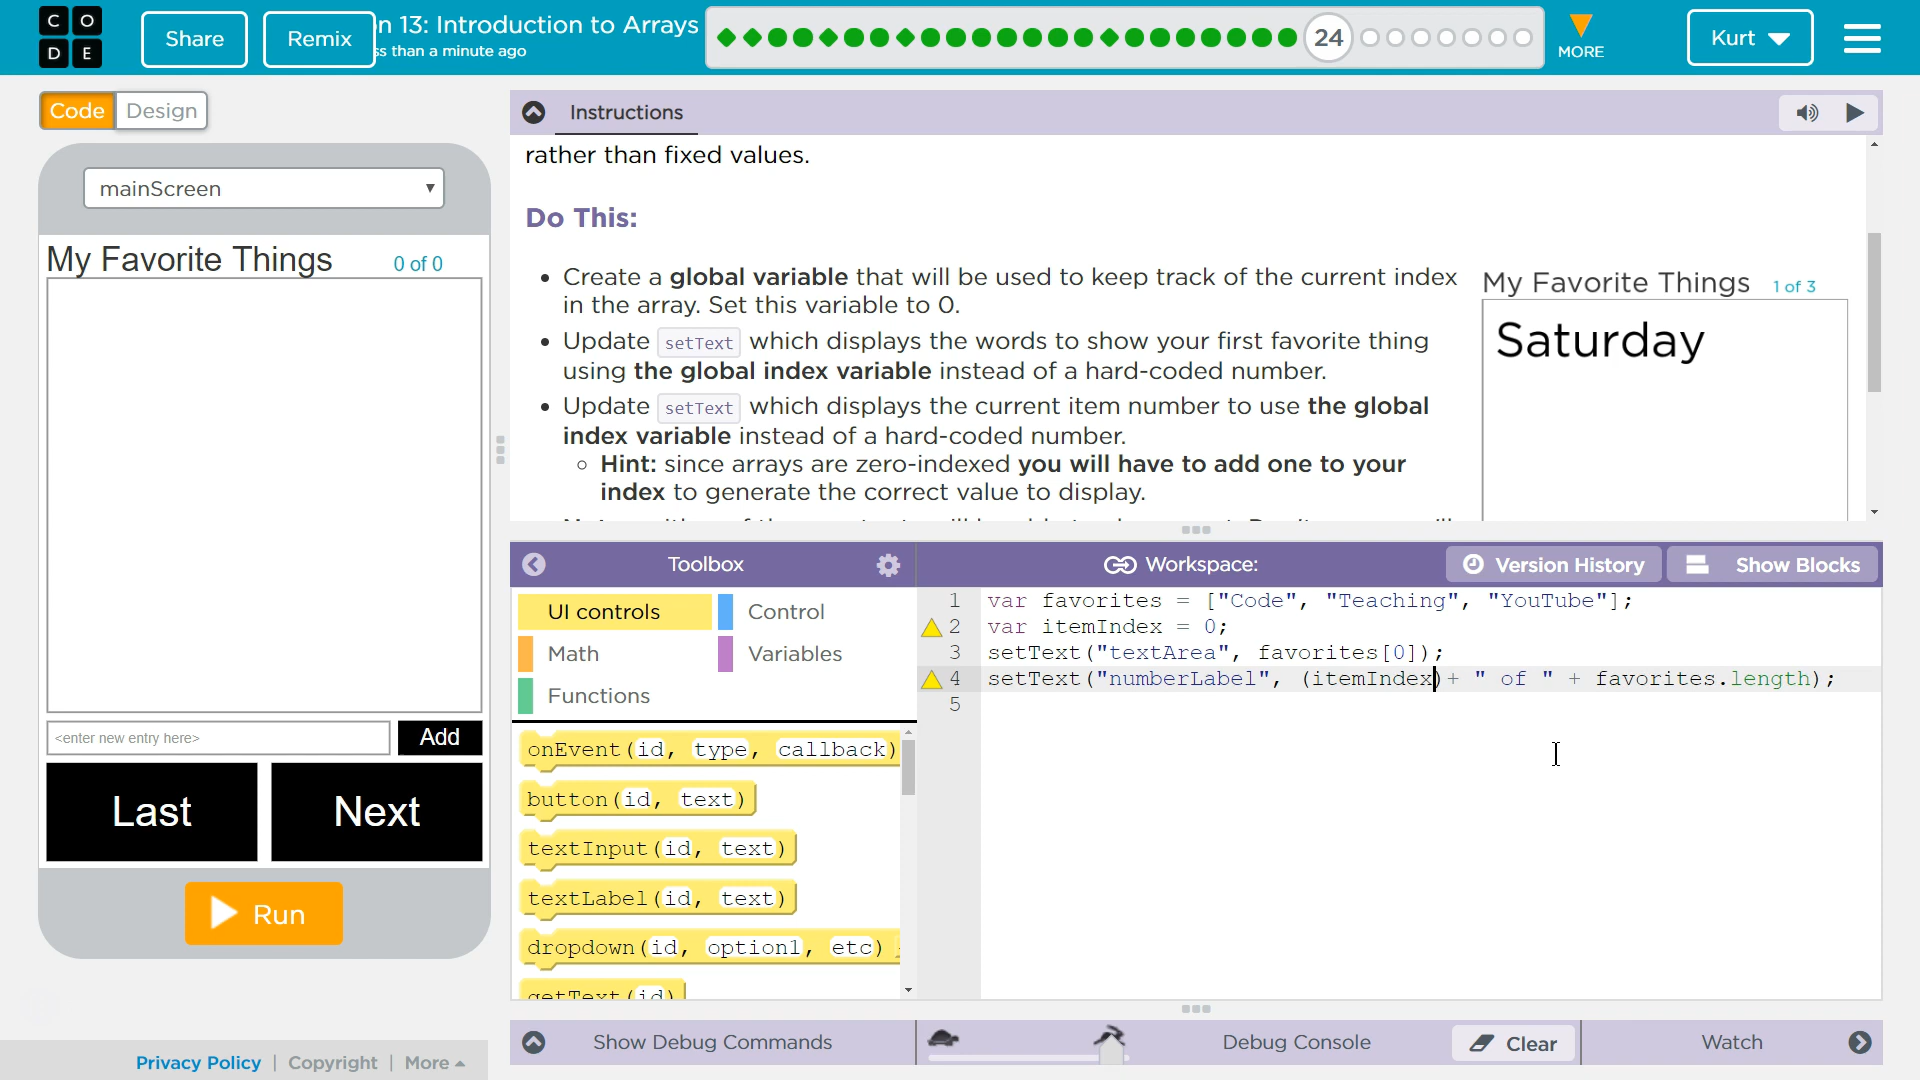 C O D E
Share
Remix
n 13: Introduction to Arrays
ss than a minute ago
24
MORE
Kurt
Code
Design
Instructions
mainScreen
rather than fixed values.
My Favorite Things
0 of 0
Do This:
Create a global variable that will be used to keep track of the current index
in the array. Set this variable to 0.
Update setText which displays the words to show your first favorite thing
using the global index variable instead of a hard-coded number.
Update setText which displays the current item number to use the global
index variable instead of a hard-coded number.
Hint: since arrays are zero-indexed you will have to add one to your
index to generate the correct value to display.
My Favorite Things 1 of 3
Saturday
Toolbox
Workspace:
Version History
Show Blocks
UI controls
Control
Math
Variables
Functions
onEvent(id, type, callback)
button(id, text)
textInput(id, text)
textLabel(id, text)
dropdown(id, option1, etc)
getText(id)
1 var favorites = ["Code", "Teaching", "YouTube"];
2 var itemIndex = 0;
3 setText("textArea", favorites[0]);
4 setText("numberLabel", (itemIndex)+ " of " + favorites.length);
5
<enter new entry here>
Add
Last
Next
Run
Show Debug Commands
Debug Console
Clear
Watch
Privacy Policy | Copyright | More